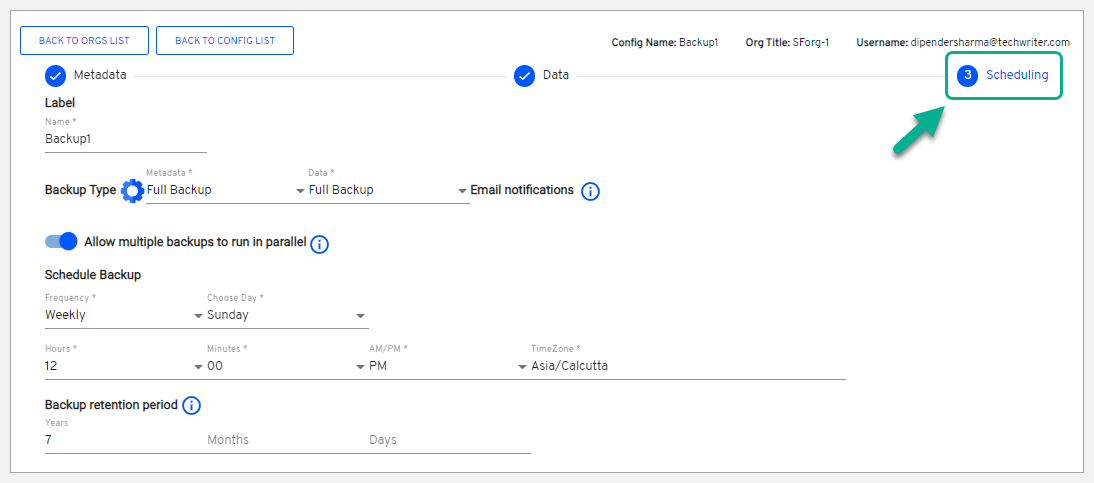 BACK TO ORGS LIST BACK TO CONFIG LIST
Config Name: Backup1 Org Title: SForg-1 Username: dipendersharma@techwriter.com
Metadata Data 3 Scheduling
Label
Name *
Backup1
Metadata * Data *
Backup Type Full Backup Full Backup Email notifications i
Allow multiple backups to run in parallel i
Schedule Backup
Frequency * Choose Day *
Weekly Sunday
Hours * Minutes * AM/PM * TimeZone *
12 00 PM Asia/Calcutta
Backup retention period i
Years
7 Months Days